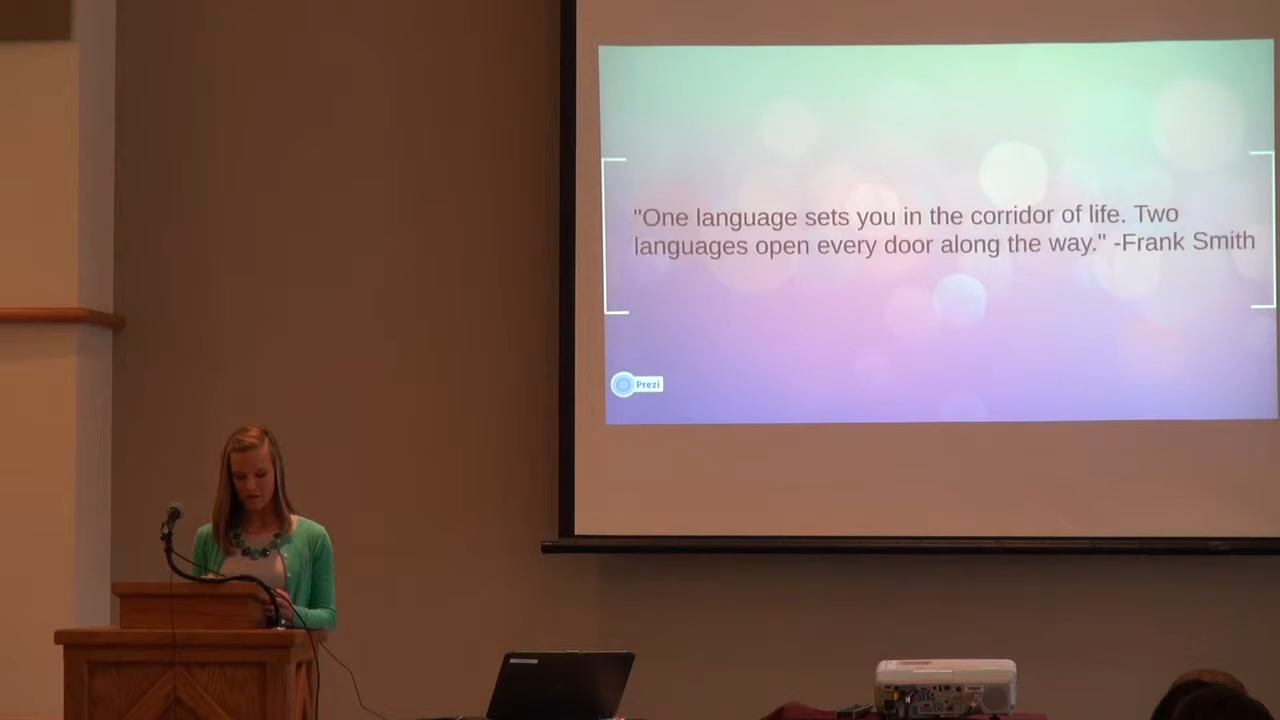 "One language sets you in the corridor of life. Two
languages open every door along the way." -Frank Smith
Prezi